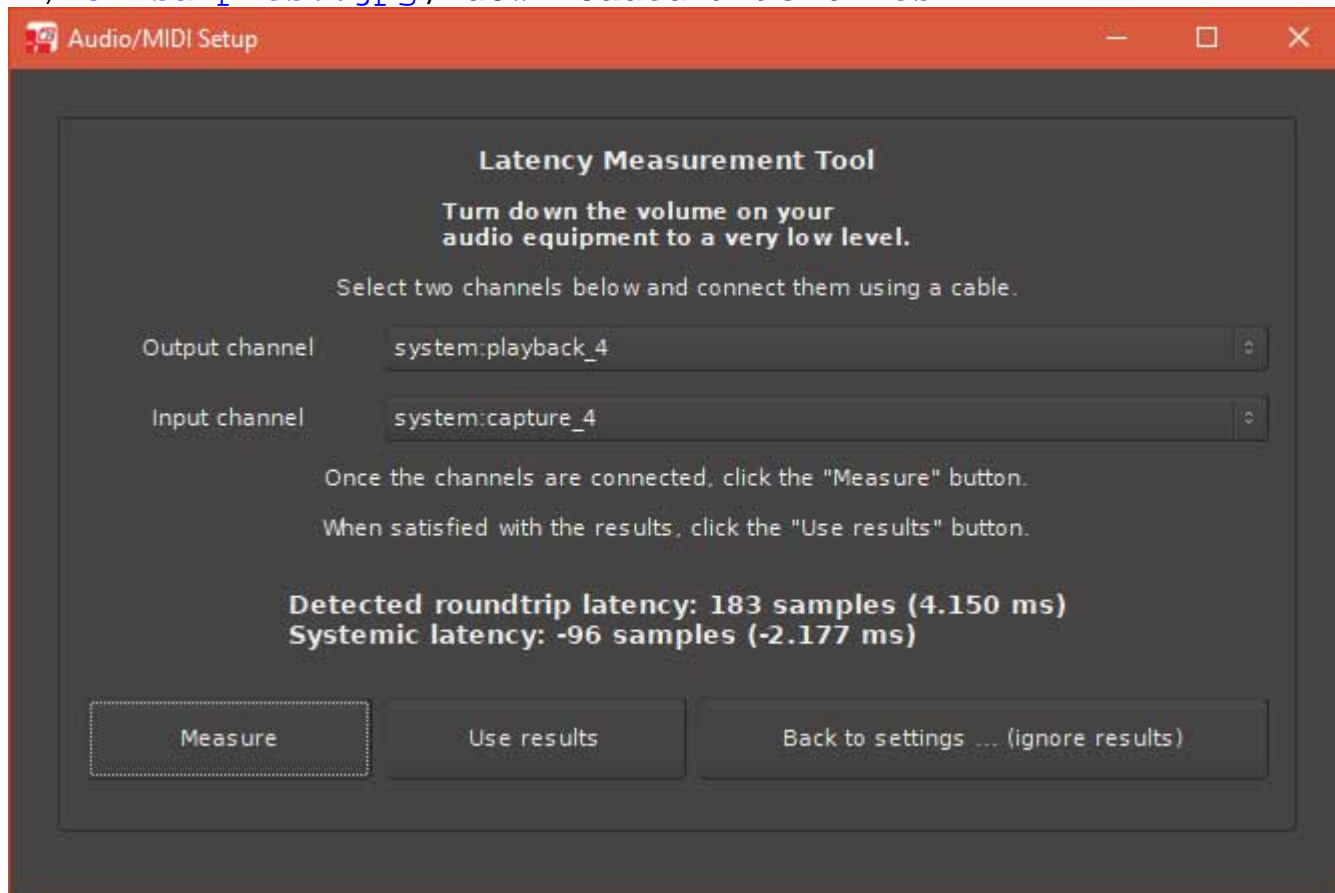 Audio/MIDI Setup
Latency Measurement Tool
Turn down the volume on your
audio equipment to a very low level.
Select two channels below and connect them using a cable.
Output channel system:playback_4
Input channel system:capture_4
Once the channels are connected, click the "Measure" button.
When satisfied with the results, click the "Use results" button.
Detected roundtrip latency: 183 samples (4.150 ms)
Systemic latency: -96 samples (-2.177 ms)
Measure Use results Back to settings ... (ignore results)